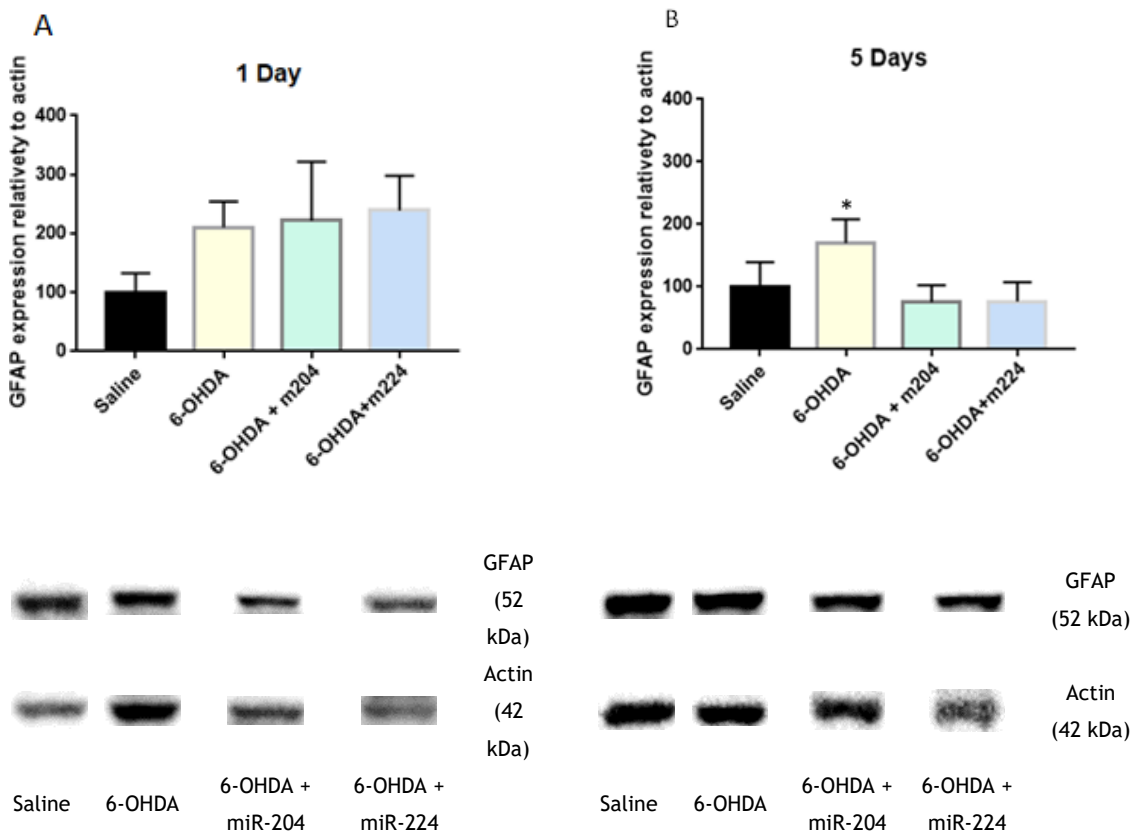 A
1 Day
GFAP expression relativety to actin
400
300
200
100
0
Saline
6-OHDA
6-OHDA + m204
6-OHDA+m224
B
5 Days
GFAP expression relativety to actin
400
300
200
100
0
*
Saline
6-OHDA
6-OHDA + m204
6-OHDA+m224
GFAP
(52
kDa)
Actin
(42
kDa)
Saline
6-OHDA
6-OHDA +
miR-204
6-OHDA +
miR-224
GFAP
(52 kDa)
Actin
(42 kDa)
Saline
6-OHDA
6-OHDA +
miR-204
6-OHDA +
miR-224